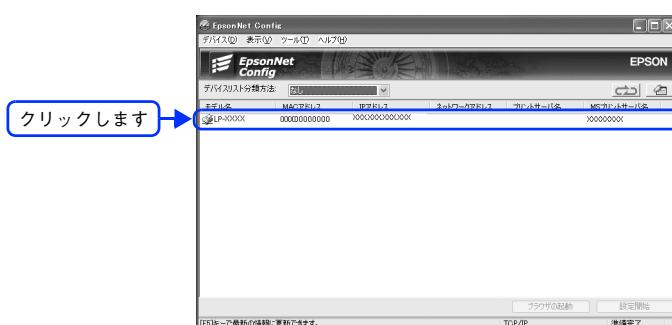 EpsonNet Config
デバイス(D) 表示(V) ツール(T) ヘルプ(H)
EpsonNet
Config
EPSON
デバイスリスト分類方法: なし
モデル名 MACアドレス IPアドレス ネットワークアドレス プリントサーバ名 MSプリントサーバ名
クリックします
LP-XXXX 000000000000 XXXXXXXXXXXX XXXXXXXX
ブラウザの起動 設定開始
[F5]キーで最新の情報に更新できます。 TCP/IP 準備完了